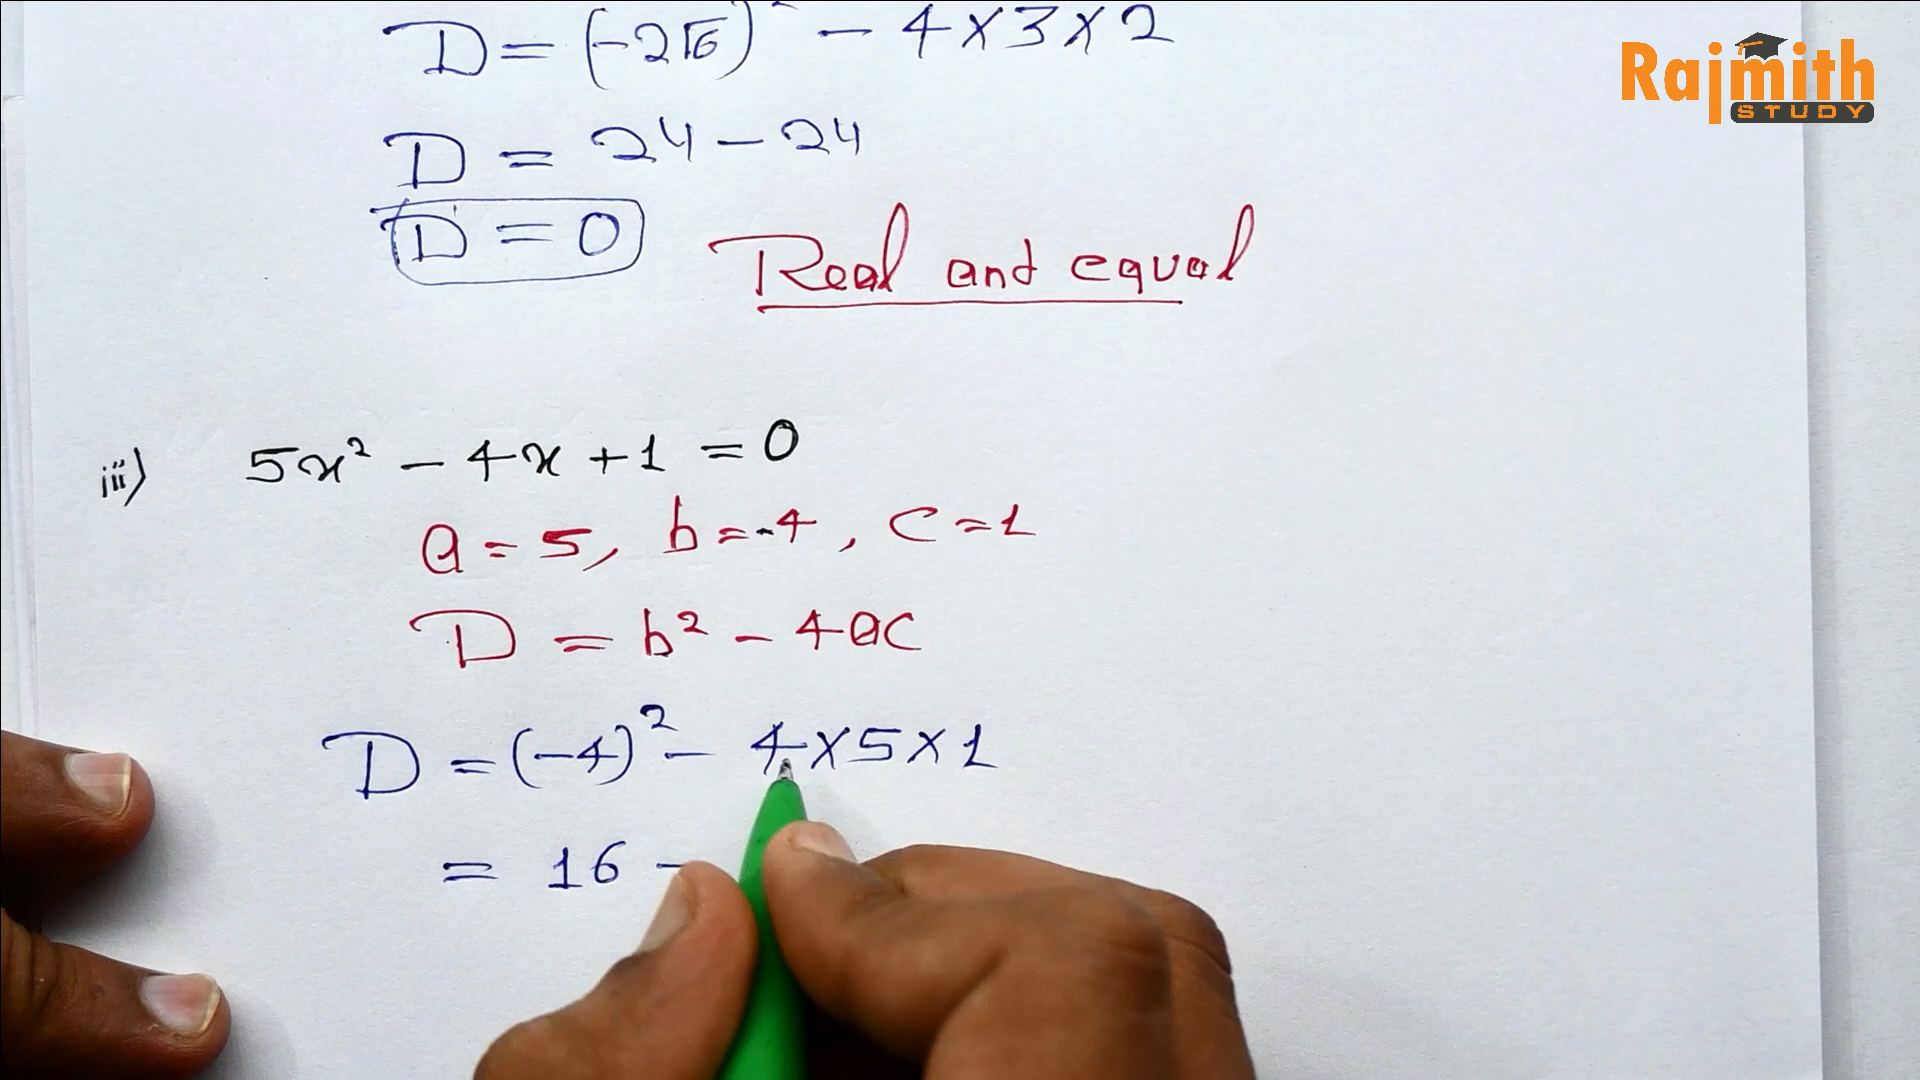 D = (-2√6)² - 4×3×2
Rajmith
STUDY
D = 24 - 24
D = 0
Real and equal
iii) 5x² - 4x + 1 = 0
a = 5, b = -4, c = 1
D = b² - 4ac
D = (-4)² - 4×5×1
= 16 -